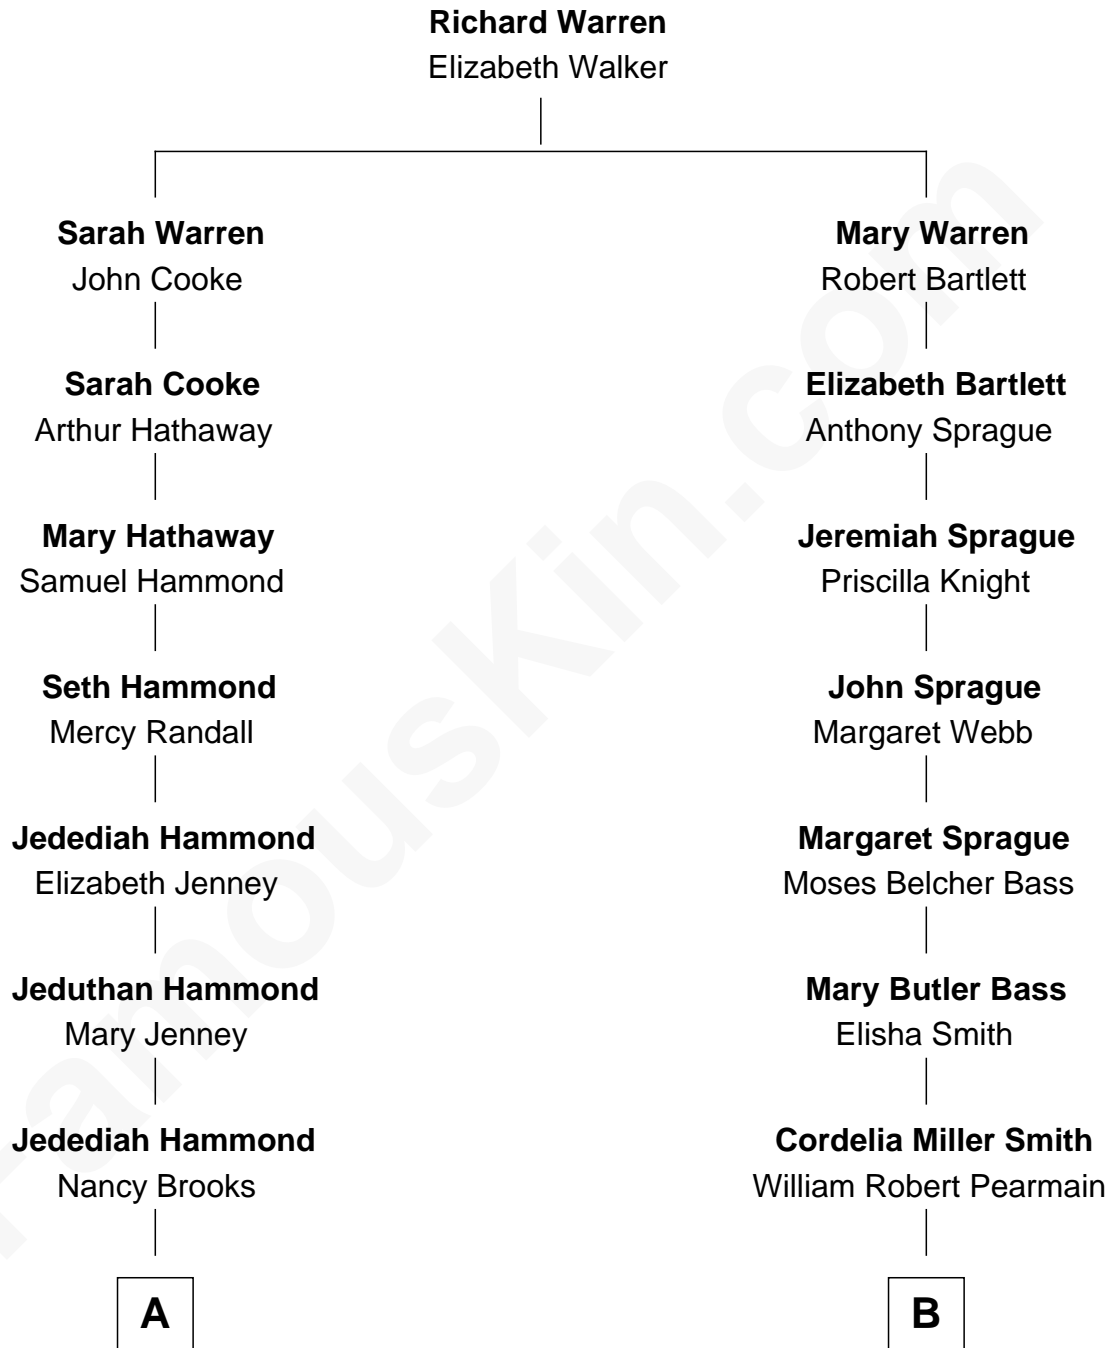 Richard Warren
Elizabeth Walker
Sarah Warren
John Cooke
Sarah Cooke
Arthur Hathaway
Mary Hathaway
Samuel Hammond
Seth Hammond
Mercy Randall
Jedediah Hammond
Elizabeth Jenney
Jeduthan Hammond
Mary Jenney
Jedediah Hammond
Nancy Brooks
A
Mary Warren
Robert Bartlett
Elizabeth Bartlett
Anthony Sprague
Jeremiah Sprague
Priscilla Knight
John Sprague
Margaret Webb
Margaret Sprague
Moses Belcher Bass
Mary Butler Bass
Elisha Smith
Cordelia Miller Smith
William Robert Pearmain
B
FamousKin.com